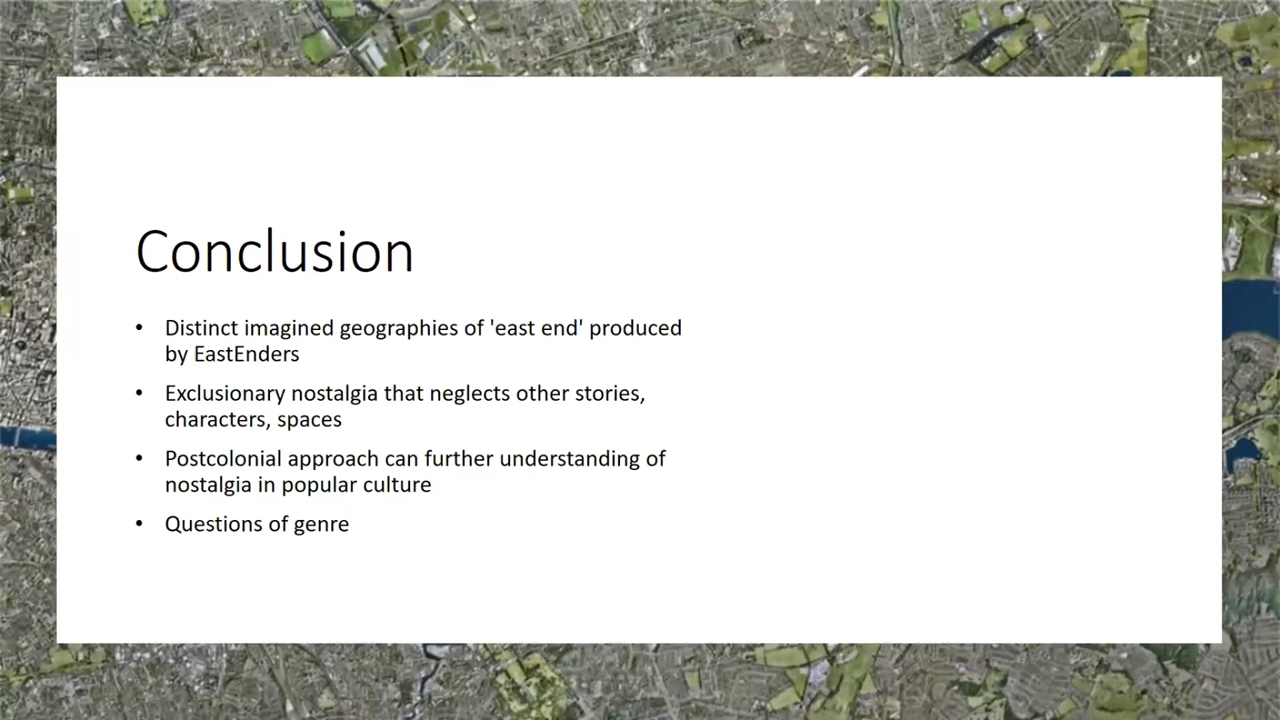 Conclusion
• Distinct imagined geographies of 'east end' produced
by EastEnders
• Exclusionary nostalgia that neglects other stories,
characters, spaces
• Postcolonial approach can further understanding of
nostalgia in popular culture
• Questions of genre